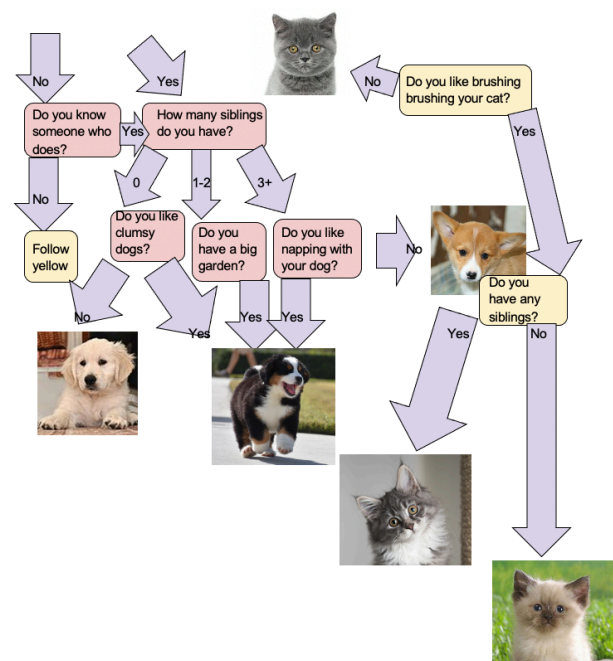 No
Yes
No
Do you like brushing
brushing your cat?
Do you know
someone who
does?
Yes
How many siblings
do you have?
Yes
No
0
1-2
3+
Follow
yellow
Do you like
clumsy
dogs?
Do you
have a big
garden?
Do you like
napping with
your dog?
No
Do you
have any
siblings?
No
Yes
Yes
Yes
Yes
No